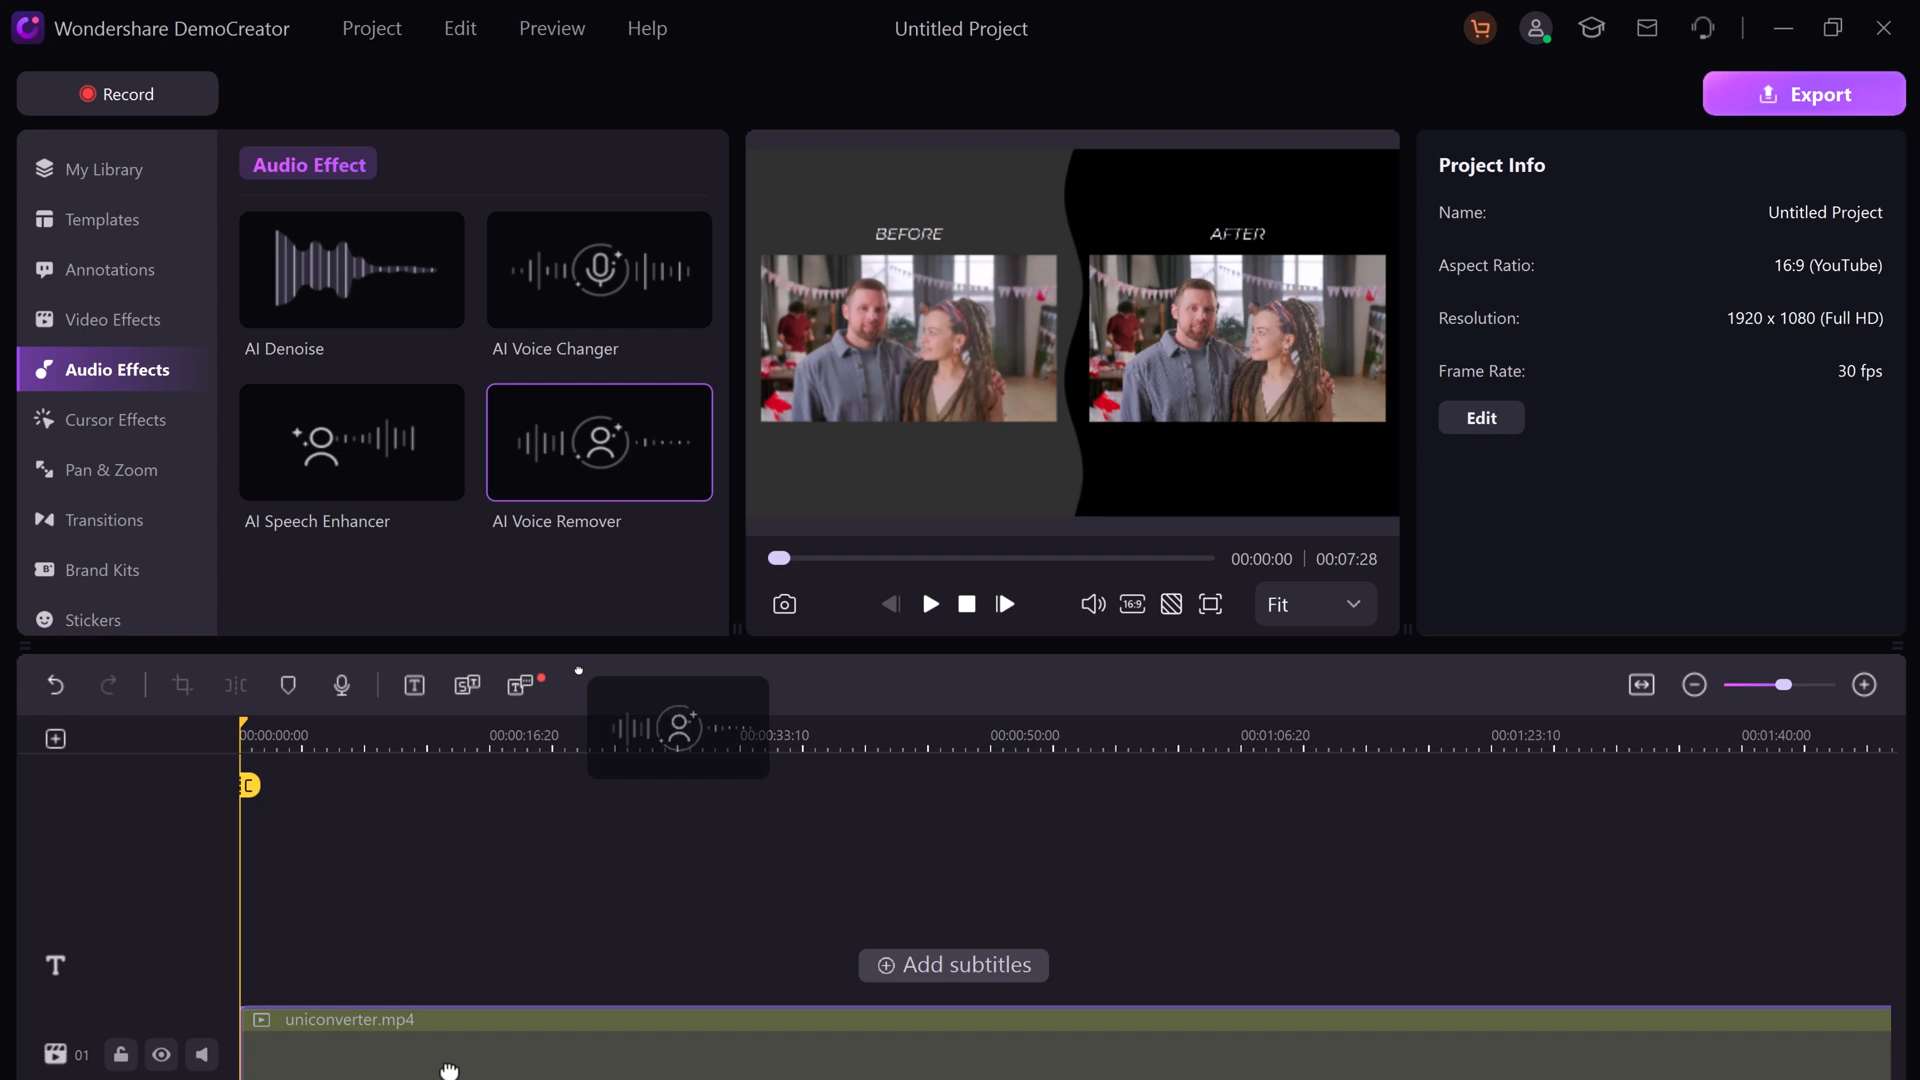 Wondershare DemoCreator
Project
Edit
Preview
Help
Untitled Project
Record
Export
My Library
Templates
Annotations
Video Effects
Audio Effects
Cursor Effects
Pan & Zoom
Transitions
Brand Kits
Stickers
Audio Effect
AI Denoise
AI Voice Changer
AI Speech Enhancer
AI Voice Remover
BEFORE
AFTER
00:00:00 | 00:07:28
16:9
Fit
Project Info
Name: Untitled Project
Aspect Ratio: 16:9 (YouTube)
Resolution: 1920 x 1080 (Full HD)
Frame Rate: 30 fps
Edit
00:00:00:00
00:00:16:20
00:00:33:10
00:00:50:00
00:01:06:20
00:01:23:10
00:01:40:00
Add subtitles
uniconverter.mp4
01